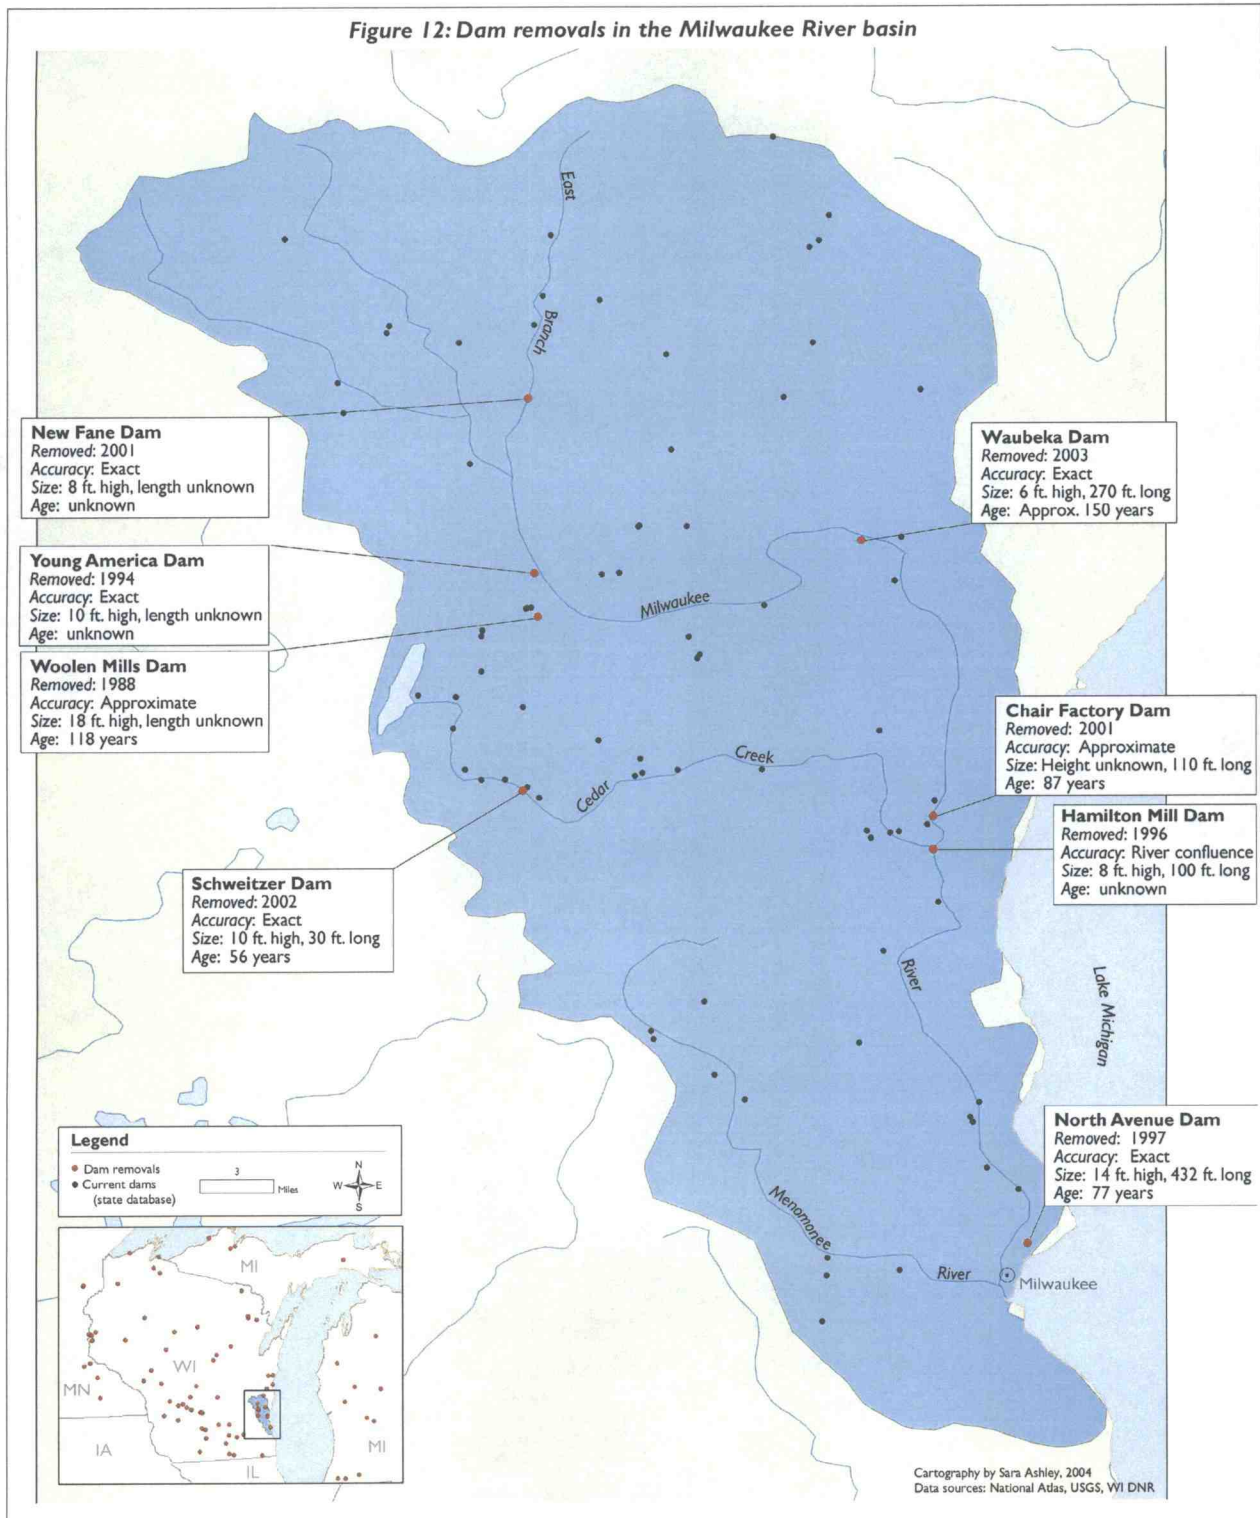 Figure 12: Dam removals in the Milwaukee River basin
East
Branch
New Fane Dam
Removed: 2001
Accuracy: Exact
Size: 8 ft. high, length unknown
Age: unknown
Waubeka Dam
Removed: 2003
Accuracy: Exact
Size: 6 ft. high, 270 ft. long
Age: Approx. 150 years
Young America Dam
Removed: 1994
Accuracy: Exact
Size: 10 ft. high, length unknown
Age: unknown
Milwaukee
Woolen Mills Dam
Removed: 1988
Accuracy: Approximate
Size: 18 ft. high, length unknown
Age: 118 years
Chair Factory Dam
Removed: 2001
Accuracy: Approximate
Size: Height unknown, 110 ft. long
Age: 87 years
Creek
Cedar
Hamilton Mill Dam
Removed: 1996
Accuracy: River confluence
Size: 8 ft. high, 100 ft. long
Age: unknown
Schweitzer Dam
Removed: 2002
Accuracy: Exact
Size: 10 ft. high, 30 ft. long
Age: 56 years
River
Lake Michigan
North Avenue Dam
Removed: 1997
Accuracy: Exact
Size: 14 ft. high, 432 ft. long
Age: 77 years
Legend
Dam removals
Current dams
(state database)
3
Miles
N
W E
S
Menomonee
River
Milwaukee
MI
WI
MN
IA
IL
MI
Cartography by Sara Ashley, 2004
Data sources: National Atlas, USGS, WI DNR